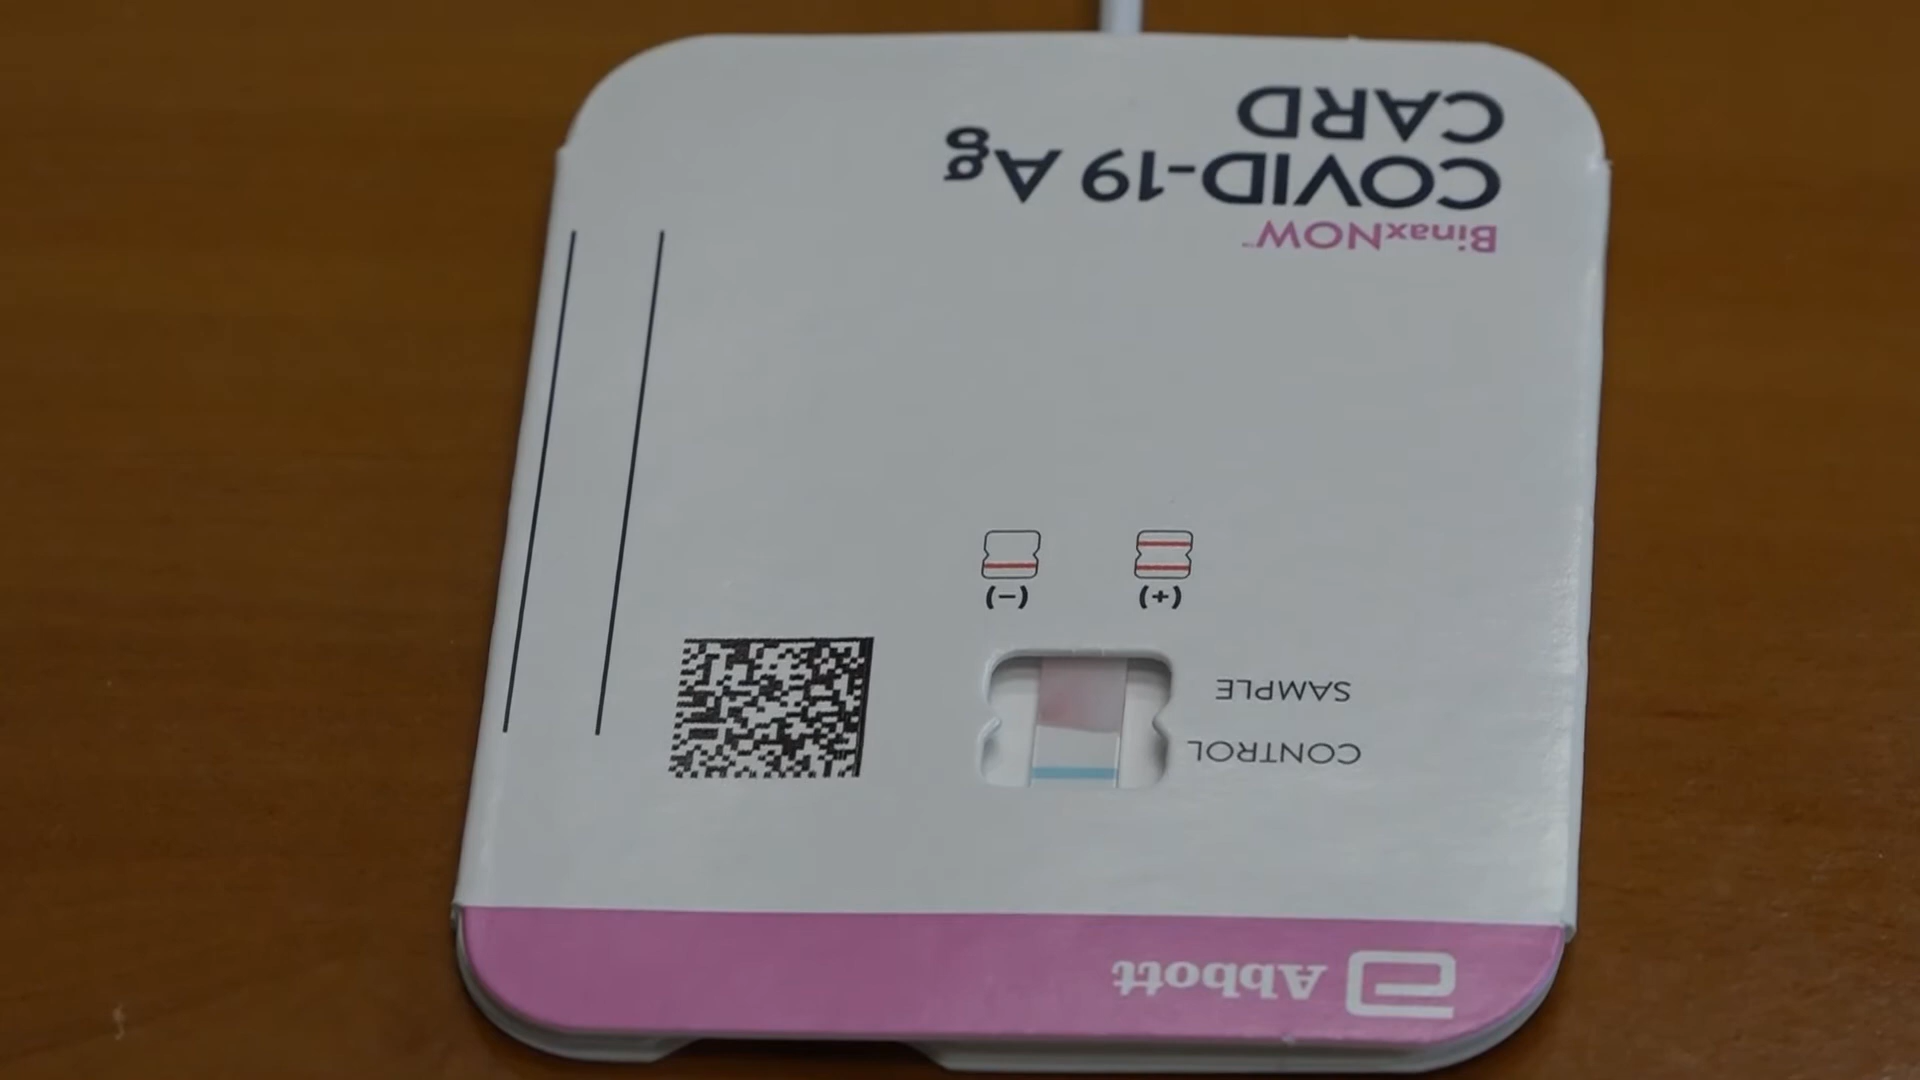 Abbott
CONTROL
SAMPLE
(+) (-)
BinaxNOW™
COVID-19 Ag
CARD